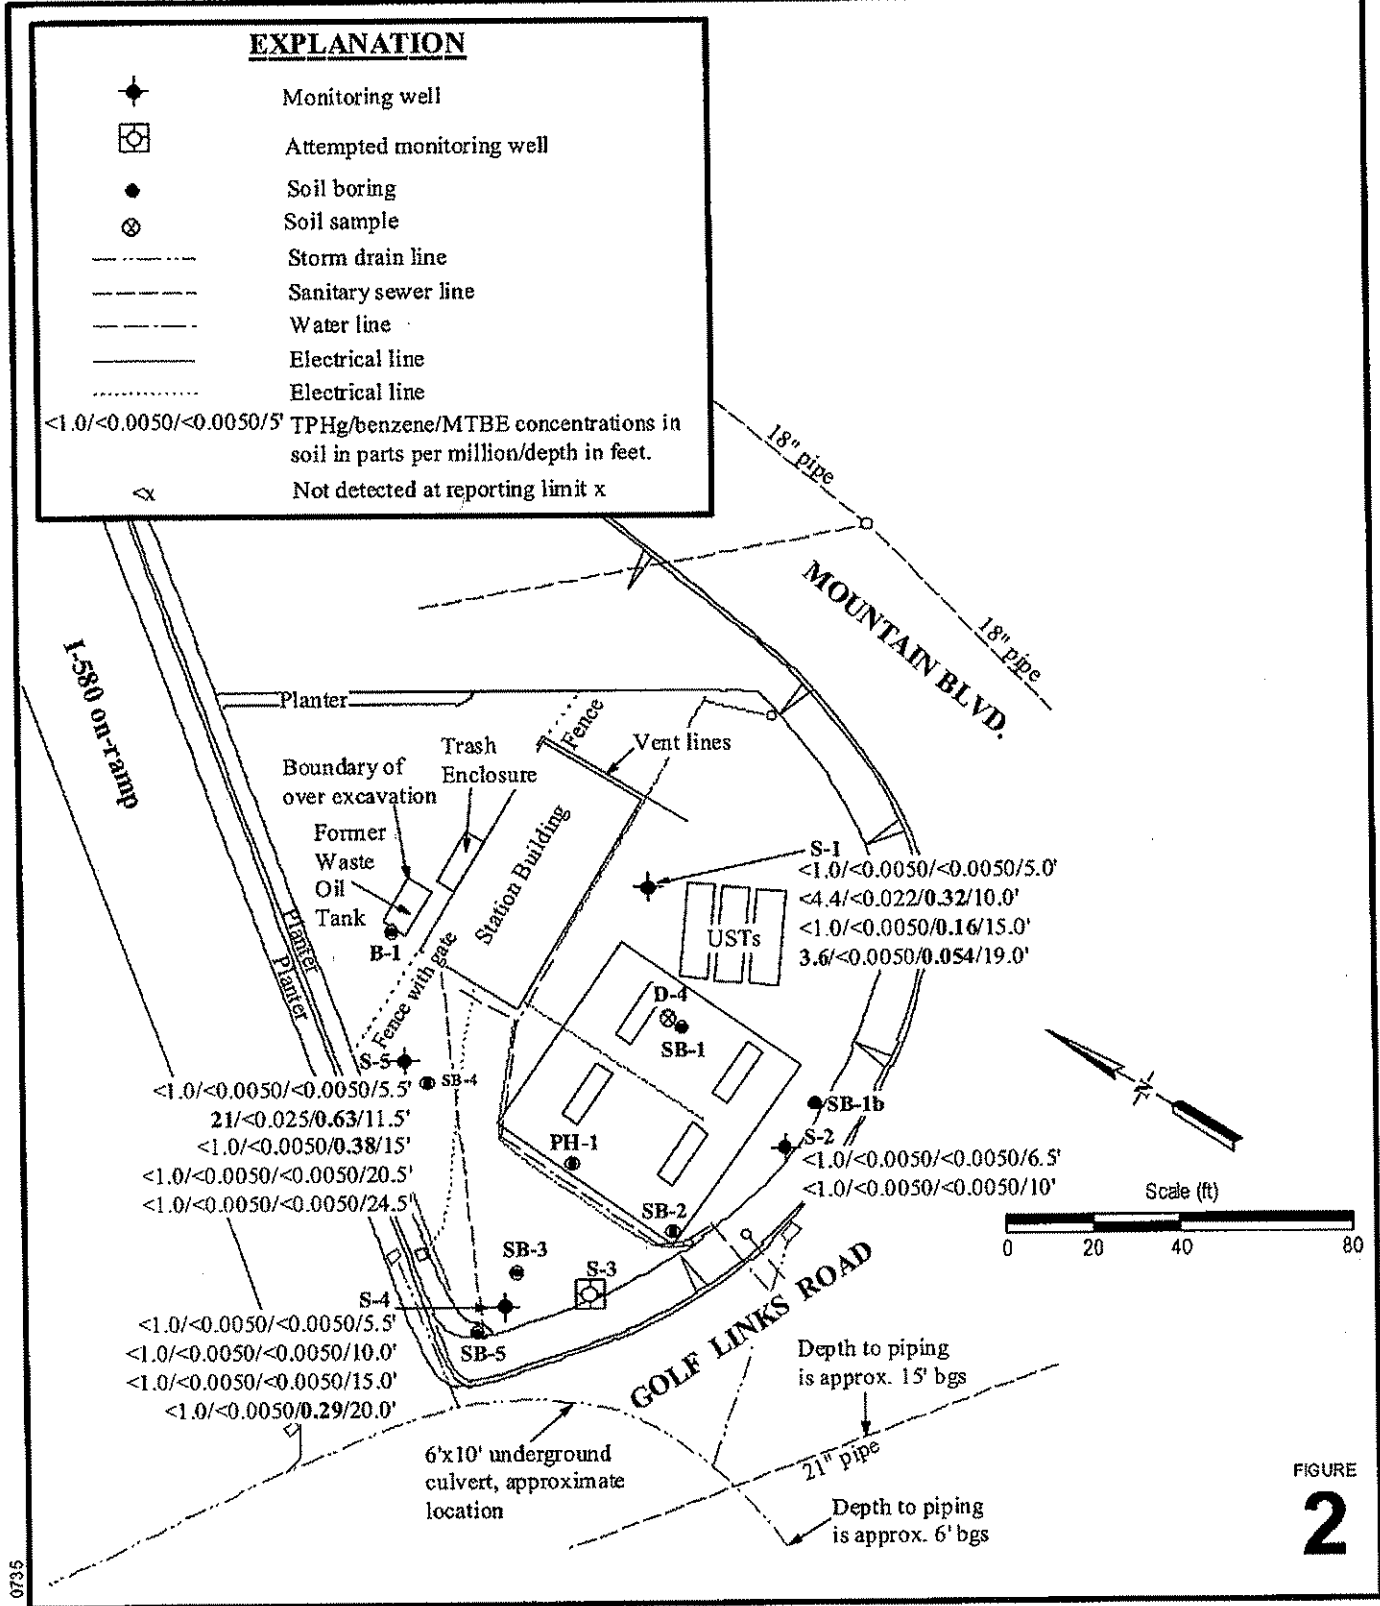 EXPLANATION
Monitoring well
Attempted monitoring well
Soil boring
Soil sample
Storm drain line
Sanitary sewer line
Water line
Electrical line
Electrical line
<1.0/<0.0050/<0.0050/5' TPHg/benzene/MTBE concentrations in
soil in parts per million/depth in feet.
<x Not detected at reporting limit x
18" pipe
MOUNTAIN BLVD.
18" pipe
I-580 on-ramp
Planter
Fence
Vent lines
Trash
Enclosure
Boundary of
over excavation
Former
Waste
Oil
Tank
Station Building
B-1
Planter
Planter
Fence with gate
S-1
<1.0/<0.0050/<0.0050/5.0'
<4.4/<0.022/0.32/10.0'
<1.0/<0.0050/0.16/15.0'
3.6/<0.0050/0.054/19.0'
USTs
D-4
SB-1
S-5
SB-4
<1.0/<0.0050/<0.0050/5.5'
21/<0.025/0.63/11.5'
<1.0/<0.0050/0.38/15'
<1.0/<0.0050/<0.0050/20.5'
<1.0/<0.0050/<0.0050/24.5'
PH-1
SB-1b
S-2
<1.0/<0.0050/<0.0050/6.5'
<1.0/<0.0050/<0.0050/10'
N
Scale (ft)
0 20 40 80
SB-2
SB-3
S-3
S-4
SB-5
<1.0/<0.0050/<0.0050/5.5'
<1.0/<0.0050/<0.0050/10.0'
<1.0/<0.0050/<0.0050/15.0'
<1.0/<0.0050/0.29/20.0'
GOLF LINKS ROAD
Depth to piping
is approx. 15' bgs
21" pipe
6'x10' underground
culvert, approximate
location
Depth to piping
is approx. 6' bgs
FIGURE
2
0735